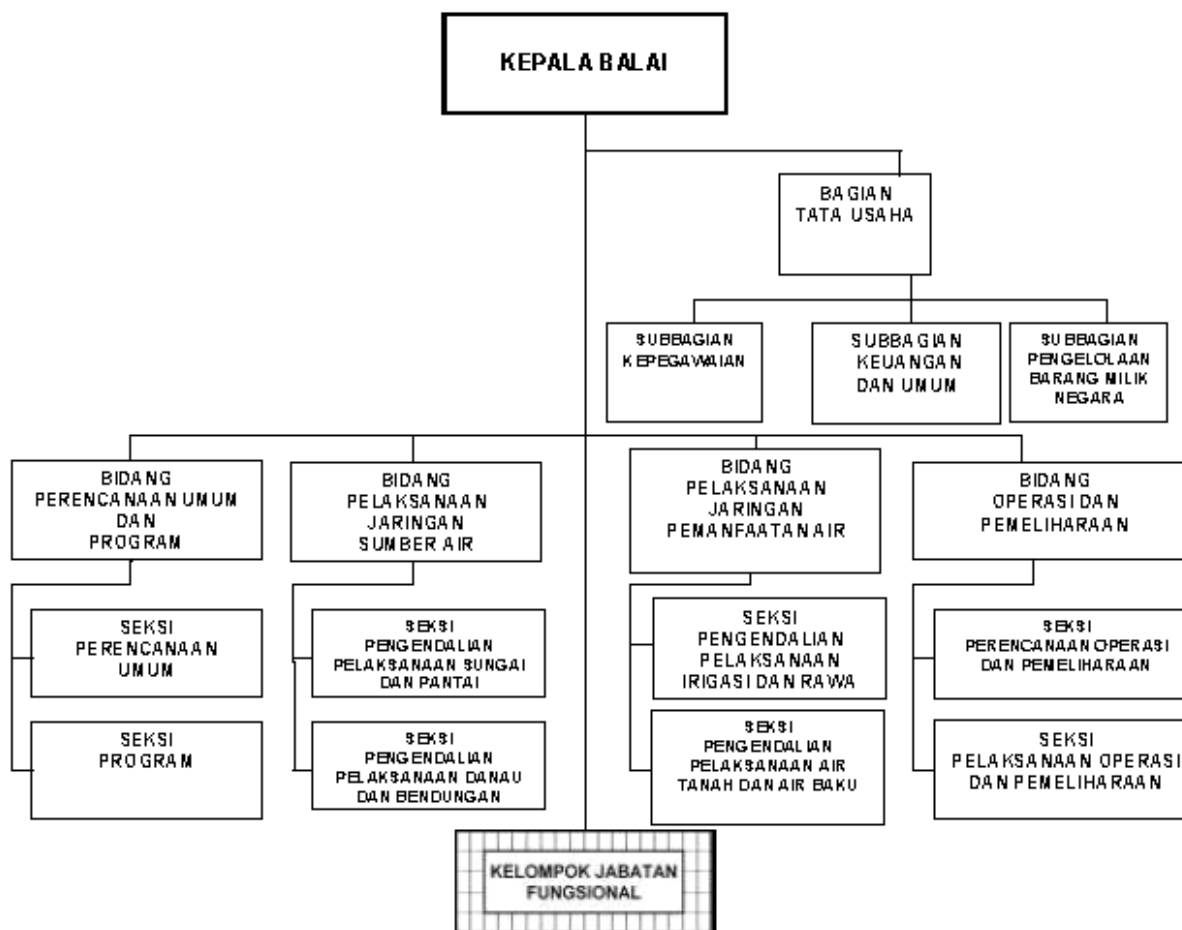 KEPALA BALAI
BAGIAN
TATA USAHA
SUBBAGIAN
KEPEGAWAIAN
SUBBAGIAN
KEUANGAN
DAN UMUM
SUBBAGIAN
PENGELOLAAN
BARANG MILIK
NEGARA
BIDANG
PERENCANAAN UMUM
DAN
PROGRAM
BIDANG
PELAKSANAAN
JARINGAN
SUMBER AIR
BIDANG
PELAKSANAAN
JARINGAN
PEMANFAATAN AIR
BIDANG
OPERASI DAN
PEMELIHARAAN
SEKSI
PERENCANAAN
UMUM
SEKSI
PENGENDALIAN
PELAKSANAAN SUNGAI
DAN PANTAI
SEKSI
PENGENDALIAN
PELAKSANAAN
IRIGASI DAN RAWA
SEKSI
PERENCANAAN OPERASI
DAN PEMELIHARAAN
SEKSI
PROGRAM
SEKSI
PENGENDALIAN
PELAKSANAAN DANAU
DAN BENDUNGAN
SEKSI
PENGENDALIAN
PELAKSANAAN AIR
TANAH DAN AIR BAKU
SEKSI
PELAKSANAAN OPERASI
DAN PEMELIHARAAN
KELOMPOK JABATAN
FUNGSIONAL